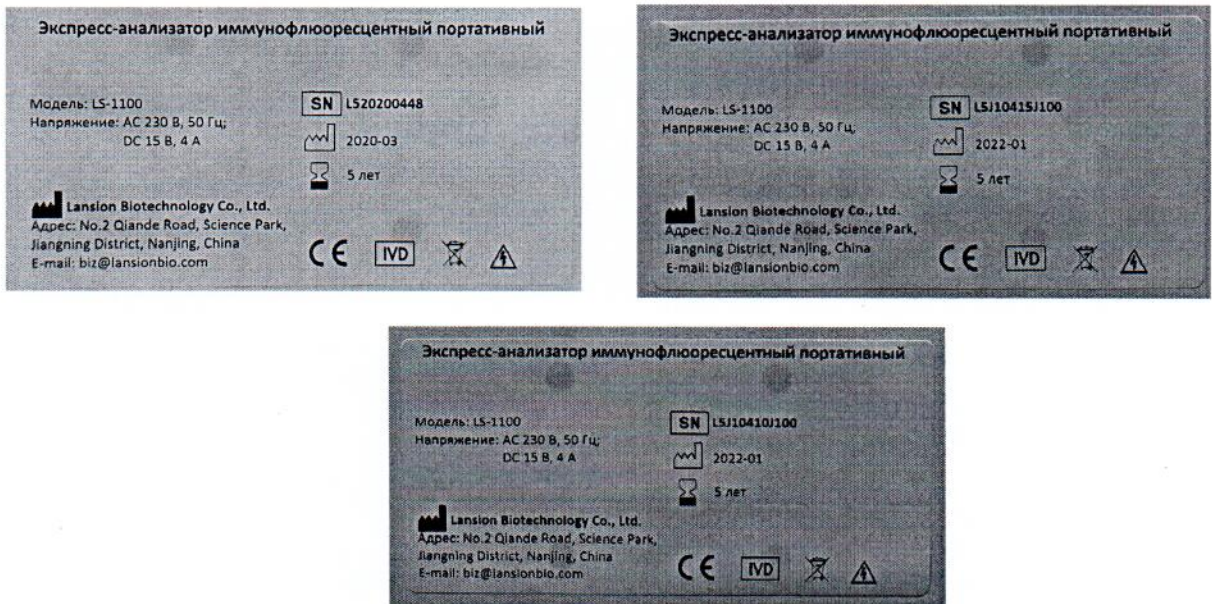 Экспресс-анализатор иммунофлюоресцентный портативный
Модель: LS-1100
Напряжение: AC 230 В, 50 Гц;
DC 15 В, 4 А
SN LS20200448
2020-03
5 лет
Lansion Biotechnology Co., Ltd.
Адрес: No.2 Qiande Road, Science Park,
Jiangning District, Nanjing, China
E-mail: biz@lansionbio.com
CE IVD
Экспресс-анализатор иммунофлюоресцентный портативный
Модель: LS-1100
Напряжение: AC 230 В, 50 Гц;
DC 15 В, 4 А
SN LSJ10415J100
2022-01
5 лет
Lansion Biotechnology Co., Ltd.
Адрес: No.2 Qiande Road, Science Park,
Jiangning District, Nanjing, China
E-mail: biz@lansionbio.com
CE IVD
Экспресс-анализатор иммунофлюоресцентный портативный
Модель: LS-1100
Напряжение: AC 230 В, 50 Гц;
DC 15 В, 4 А
SN LSJ10410J100
2022-01
5 лет
Lansion Biotechnology Co., Ltd.
Адрес: No.2 Qiande Road, Science Park,
Jiangning District, Nanjing, China
E-mail: biz@lansionbio.com
CE IVD